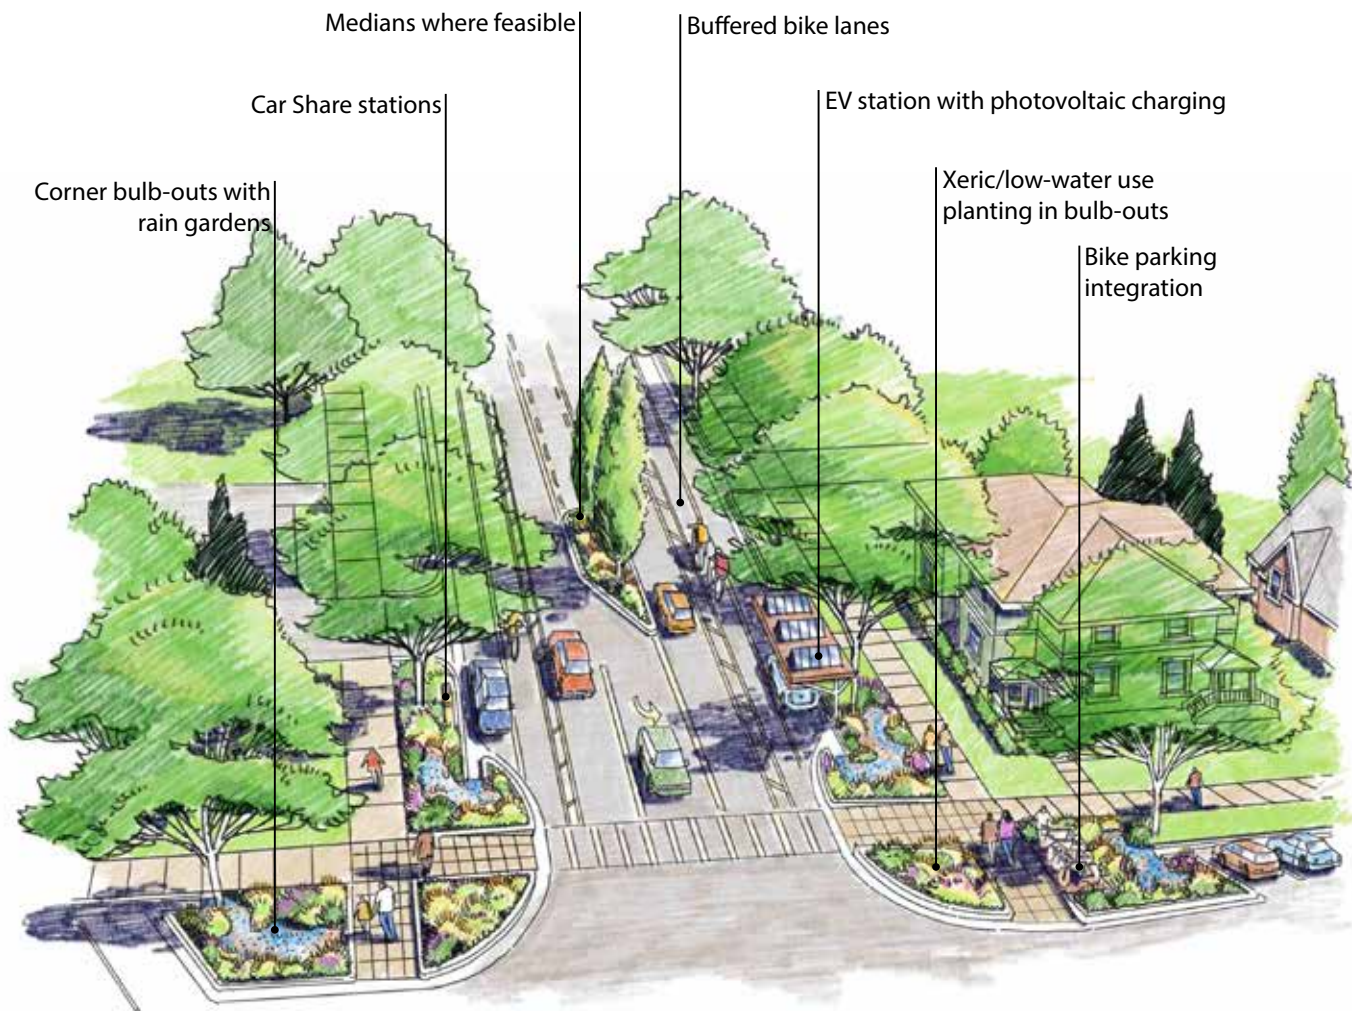 Medians where feasible
Buffered bike lanes
Car Share stations
EV station with photovoltaic charging
Corner bulb-outs with
rain gardens
Xeric/low-water use
planting in bulb-outs
Bike parking
integration